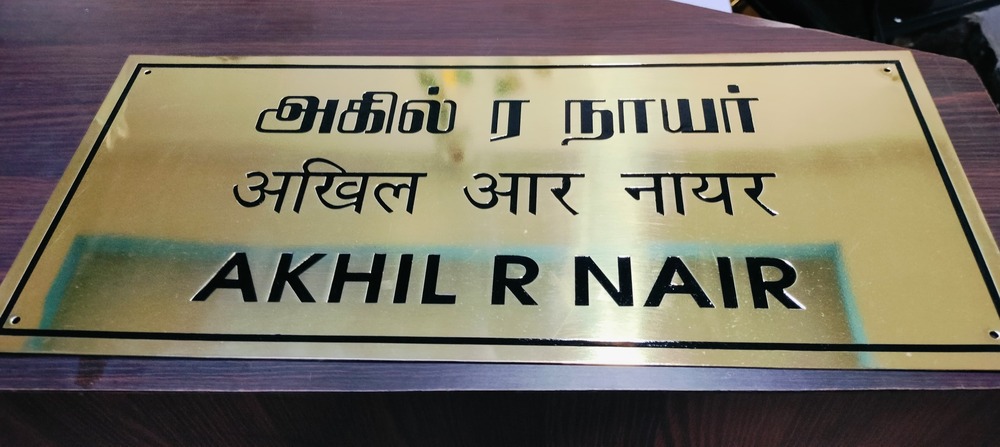 அகில் ர நாயர்
अखिल आर नायर
AKHIL R NAIR